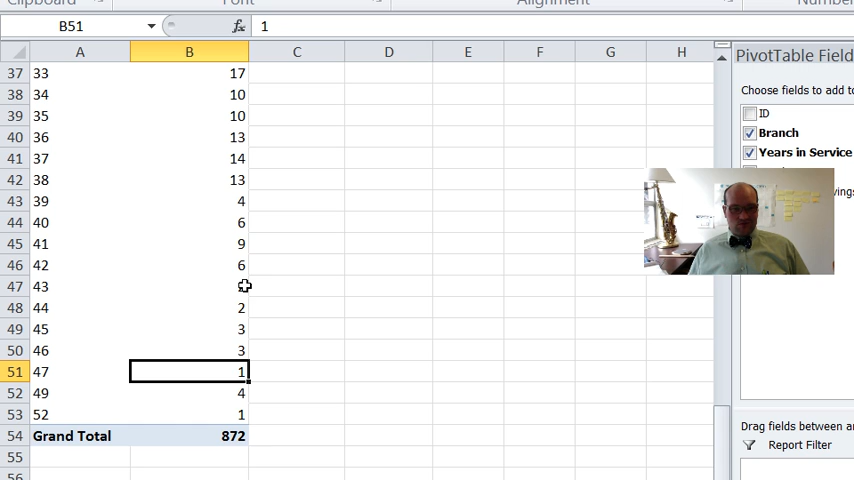 Clipboard Font Alignment Number
B51 fx 1
A B C D E F G H
37 33 17
38 34 10
39 35 10
40 36 13
41 37 14
42 38 13
43 39 4
44 40 6
45 41 9
46 42 6
47 43
48 44 2
49 45 3
50 46 3
51 47 1
52 49 4
53 52 1
54 Grand Total 872
55
56
PivotTable Field
Choose fields to add to
ID
Branch
Years in Service
vings
Drag fields between a
Report Filter